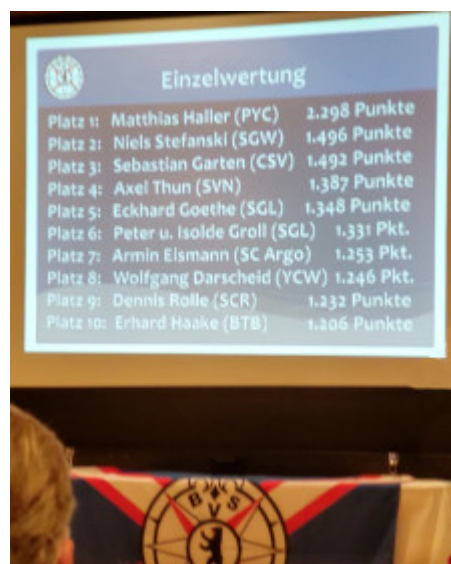 Einzelwertung
Platz 1: Matthias Haller (PYC) 2.298 Punkte
Platz 2: Niels Stefanski (SGW) 1.496 Punkte
Platz 3: Sebastian Garten (CSV) 1.492 Punkte
Platz 4: Axel Thun (SVN) 1.387 Punkte
Platz 5: Eckhard Goethe (SGL) 1.348 Punkte
Platz 6: Peter u. Isolde Groll (SGL) 1.331 Pkt.
Platz 7: Armin Eismann (SC Argo) 1.253 Pkt.
Platz 8: Wolfgang Darscheid (YCW) 1.246 Pkt.
Platz 9: Dennis Rolle (SCR) 1.232 Punkte
Platz 10: Erhard Haake (BTB) 1.206 Punkte
B S
V